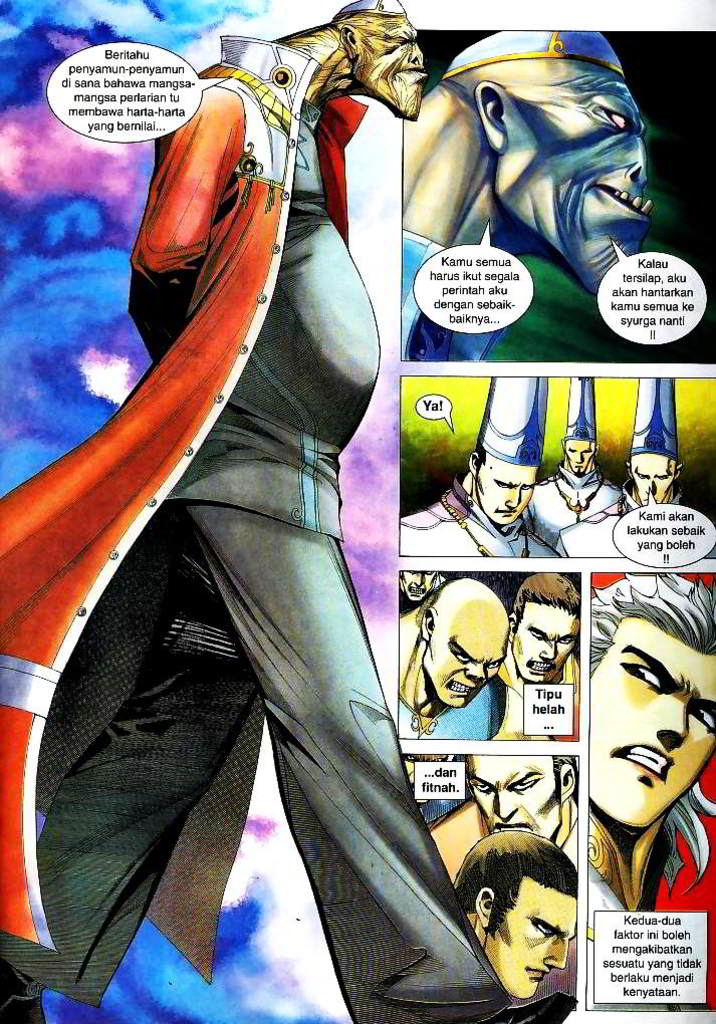 Beritahu
penyamun-penyamun
di sana bahawa mangsa-
mangsa perlarian tu
membawa harta-harta
yang bernilai...
Kamu semua
harus ikut segala
perintah aku
dengan sebaik-
baiknya...
Kalau
tersilap, aku
akan hantarkan
kamu semua ke
syurga nanti
!!
Ya!
Kami akan
lakukan sebaik
yang boleh
!!
Tipu
helah
...
...dan
fitnah.
Kedua-dua
faktor ini boleh
mengakibatkan
sesuatu yang tidak
berlaku menjadi
kenyataan.